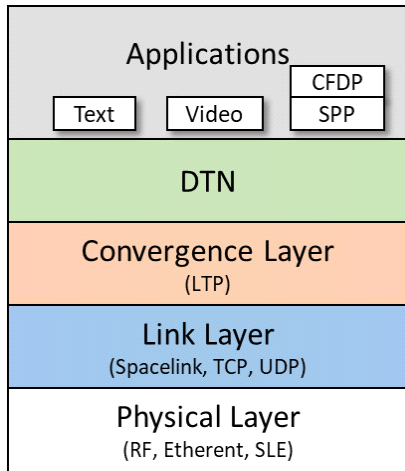 Applications
CFDP
Text Video SPP
DTN
Convergence Layer
(LTP)
Link Layer
(Spacelink, TCP, UDP)
Physical Layer
(RF, Etherent, SLE)